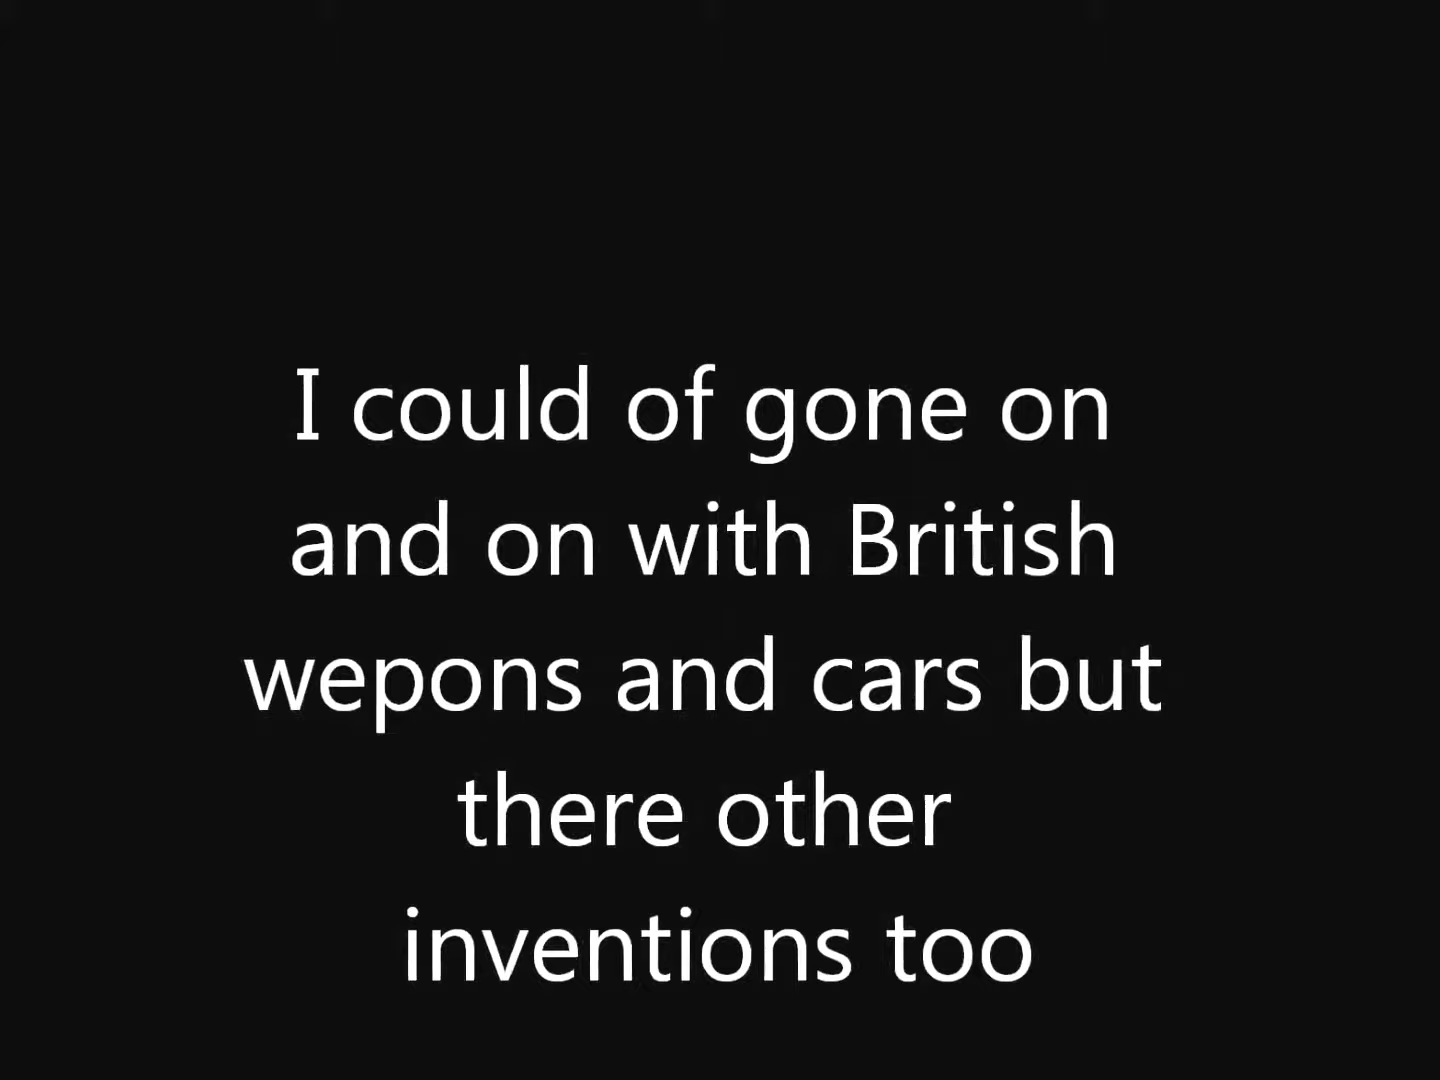 I could of gone on
and on with British
wepons and cars but
there other
inventions too